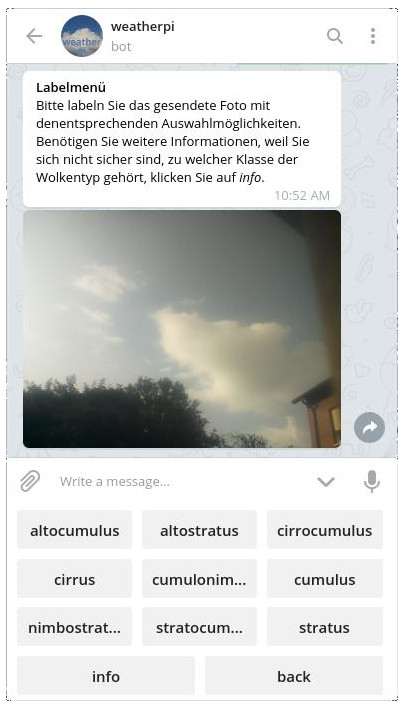 weatherpi
weather
bot
Labelmenü
Bitte labeln Sie das gesendete Foto mit
denentsprechenden Auswahlmöglichkeiten.
Benötigen Sie weitere Informationen, weil Sie
sich nicht sicher sind, zu welcher Klasse der
Wolkentyp gehört, klicken Sie auf info.
10:52 AM
Write a message...
altocumulus altostratus cirrocumulus
cirrus cumulonim... cumulus
nimbostrat... stratocum... stratus
info back